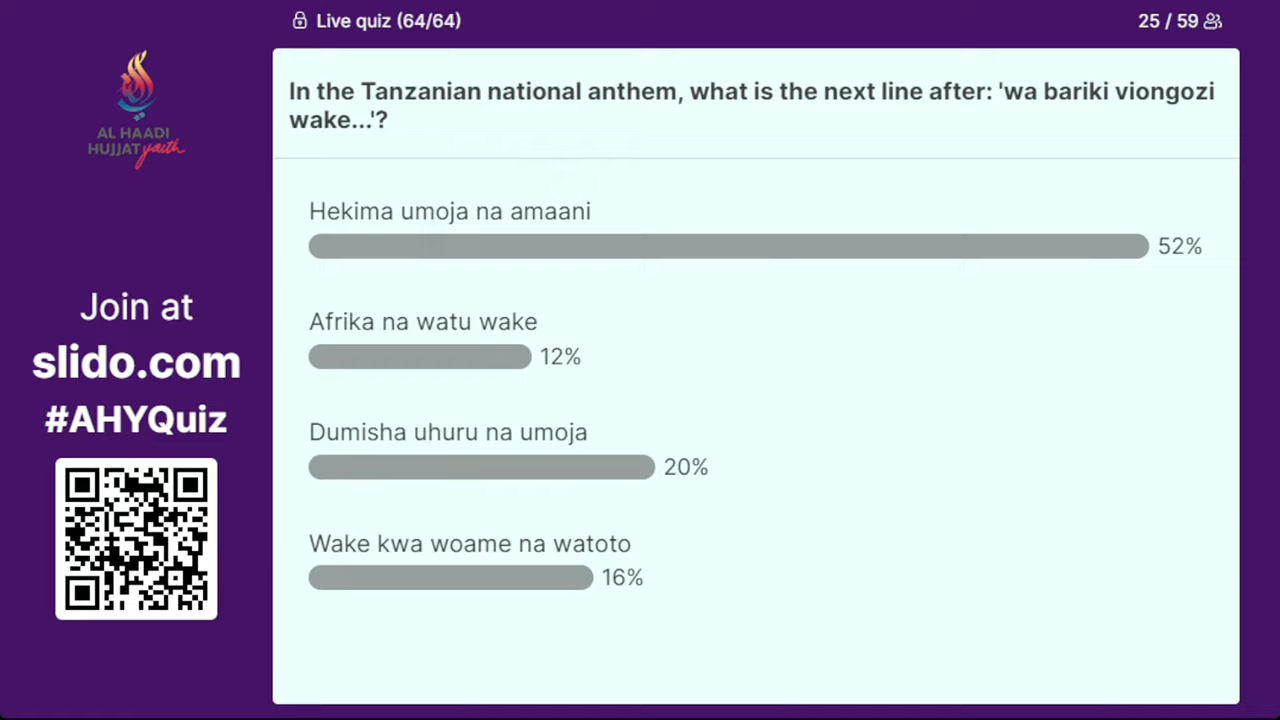 Live quiz (64/64)
25 / 59
AL HAADI
HUJJAT youth
In the Tanzanian national anthem, what is the next line after: 'wa bariki viongozi
wake...'?
Hekima umoja na amaani
52%
Afrika na watu wake
12%
Dumisha uhuru na umoja
20%
Wake kwa woame na watoto
16%
Join at
slido.com
#AHYQuiz